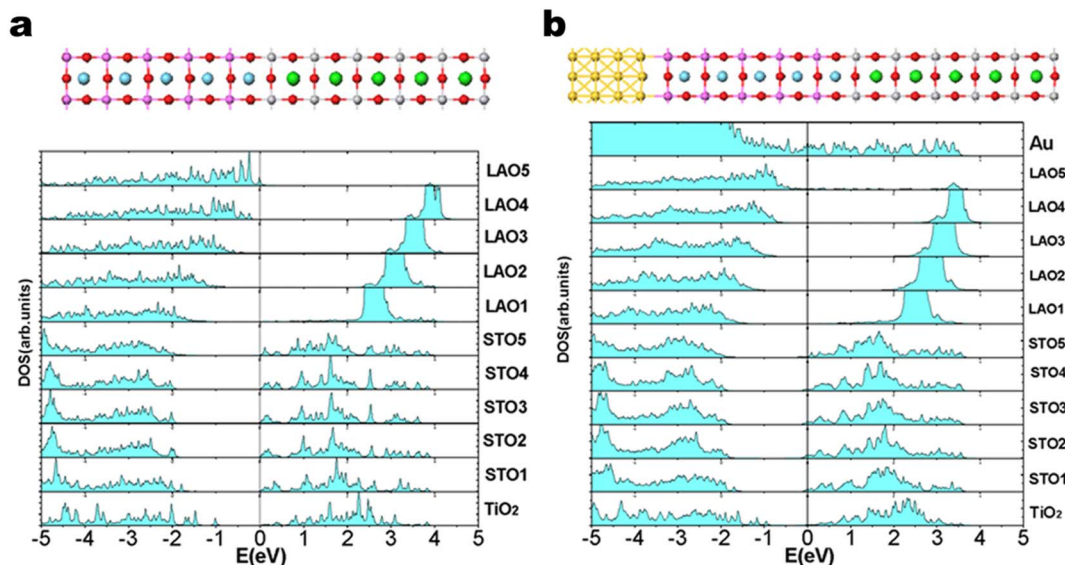 a
b
LAO5
LAO4
LAO3
LAO2
LAO1
STO5
STO4
STO3
STO2
STO1
TiO2
DOS(arb.units)
-5 -4 -3 -2 -1 0 1 2 3 4 5
E(eV)
Au
LAO5
LAO4
LAO3
LAO2
LAO1
STO5
STO4
STO3
STO2
STO1
TiO2
DOS(arb.units)
-5 -4 -3 -2 -1 0 1 2 3 4 5
E(eV)